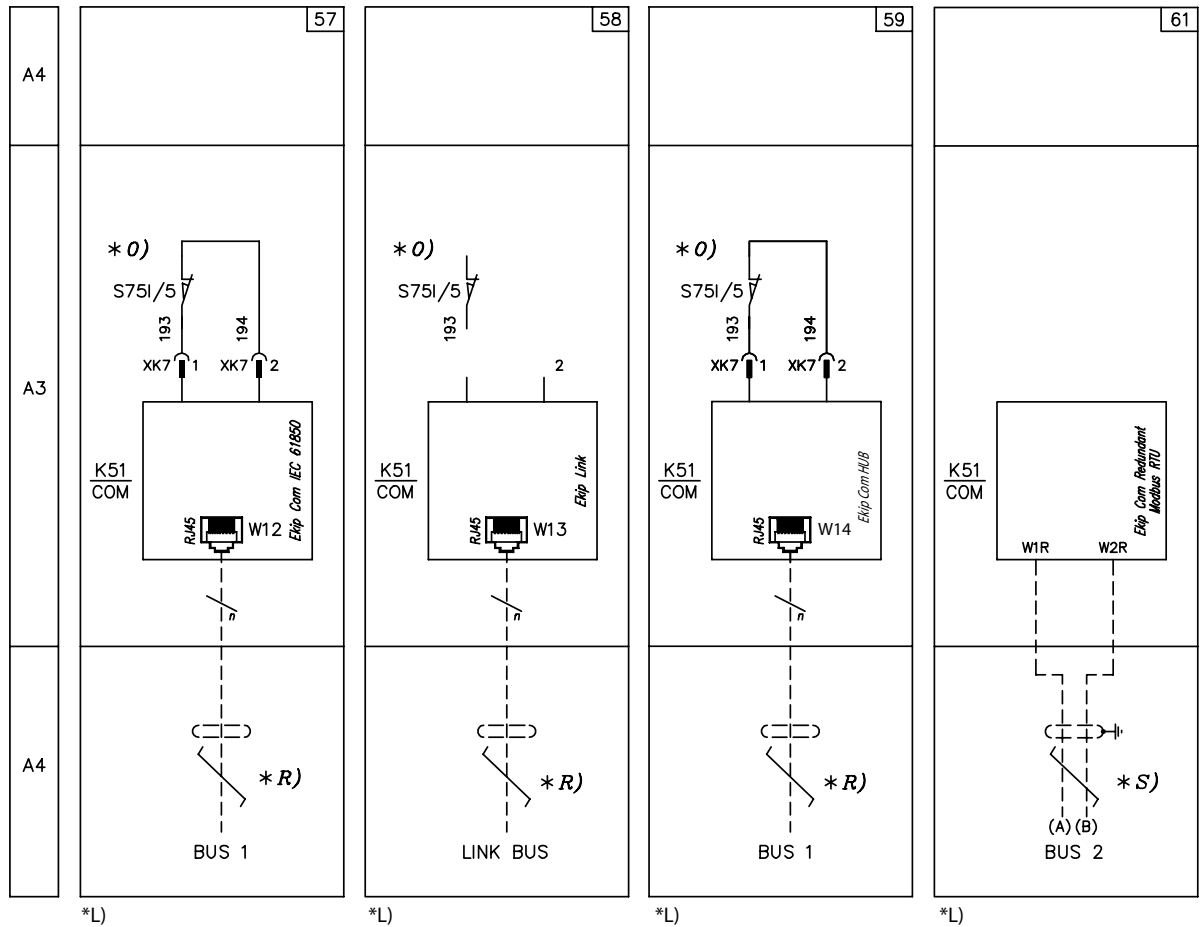 57 58 59 61
A4
*O) *O) *O)
S75I/5 S75I/5 S75I/5
193 194 193 193 194
XK7 1 XK7 2 2 XK7 1 XK7 2
A3
K51 K51 K51 K51
COM COM COM COM
Ekip Com IEC 61850
Ekip Link
Ekip Com HUB
Ekip Com Redundant
Modbus RTU
RJ45 W12 RJ45 W13 RJ45 W14 W1R W2R
n n n
A4
*R) *R) *R) *S)
(A) (B)
BUS 1 LINK BUS BUS 1 BUS 2
*L) *L) *L) *L)